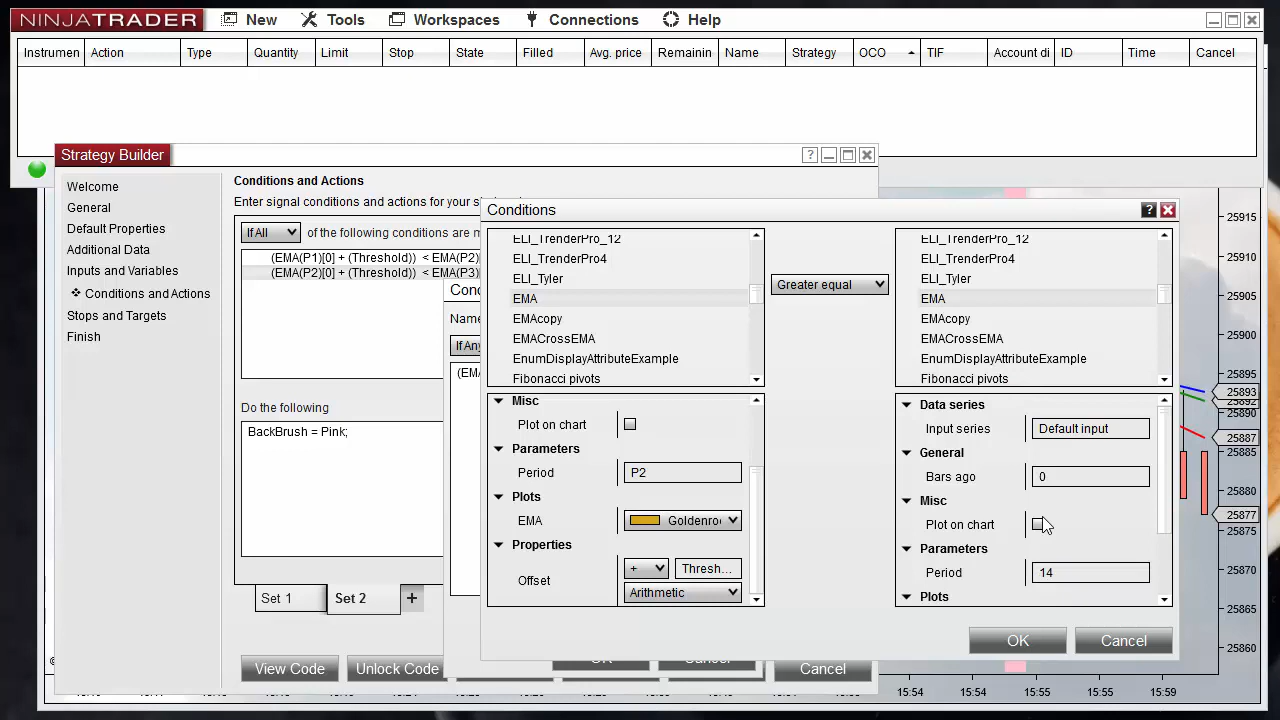 NINJATRADER New Tools Workspaces Connections Help
Instrumen Action Type Quantity Limit Stop State Filled Avg. price Remainin Name Strategy OCO TIF Account di ID Time Cancel
Strategy Builder
?
Welcome
General
Default Properties
Additional Data
Inputs and Variables
Conditions and Actions
Stops and Targets
Finish
Conditions and Actions
Enter signal conditions and actions for your
If All of the following conditions are
(EMA(P1)[0] + (Threshold)) < EMA(P2)
(EMA(P2)[0] + (Threshold)) < EMA(P3)
Do the following
BackBrush = Pink;
Set 1 Set 2 +
View Code Unlock Code Cancel
Name
If Any
Conditions
?
ELI_TrenderPro_12
ELI_TrenderPro4
ELI_Tyler
EMA
EMAcopy
EMACrossEMA
EnumDisplayAttributeExample
Fibonacci pivots
Greater equal
ELI_TrenderPro_12
ELI_TrenderPro4
ELI_Tyler
EMA
EMAcopy
EMACrossEMA
EnumDisplayAttributeExample
Fibonacci pivots
Misc
Plot on chart
Parameters
Period P2
Plots
EMA Goldenro
Properties
Offset + Thresh...
Arithmetic
Data series
Input series Default input
General
Bars ago 0
Misc
Plot on chart
Parameters
Period 14
Plots
OK Cancel
25915
25910
25905
25900
25895
25893
25892
25890
25887
25885
25880
25877
25875
25870
25865
25860
15:54 15:54 15:55 15:55 15:59